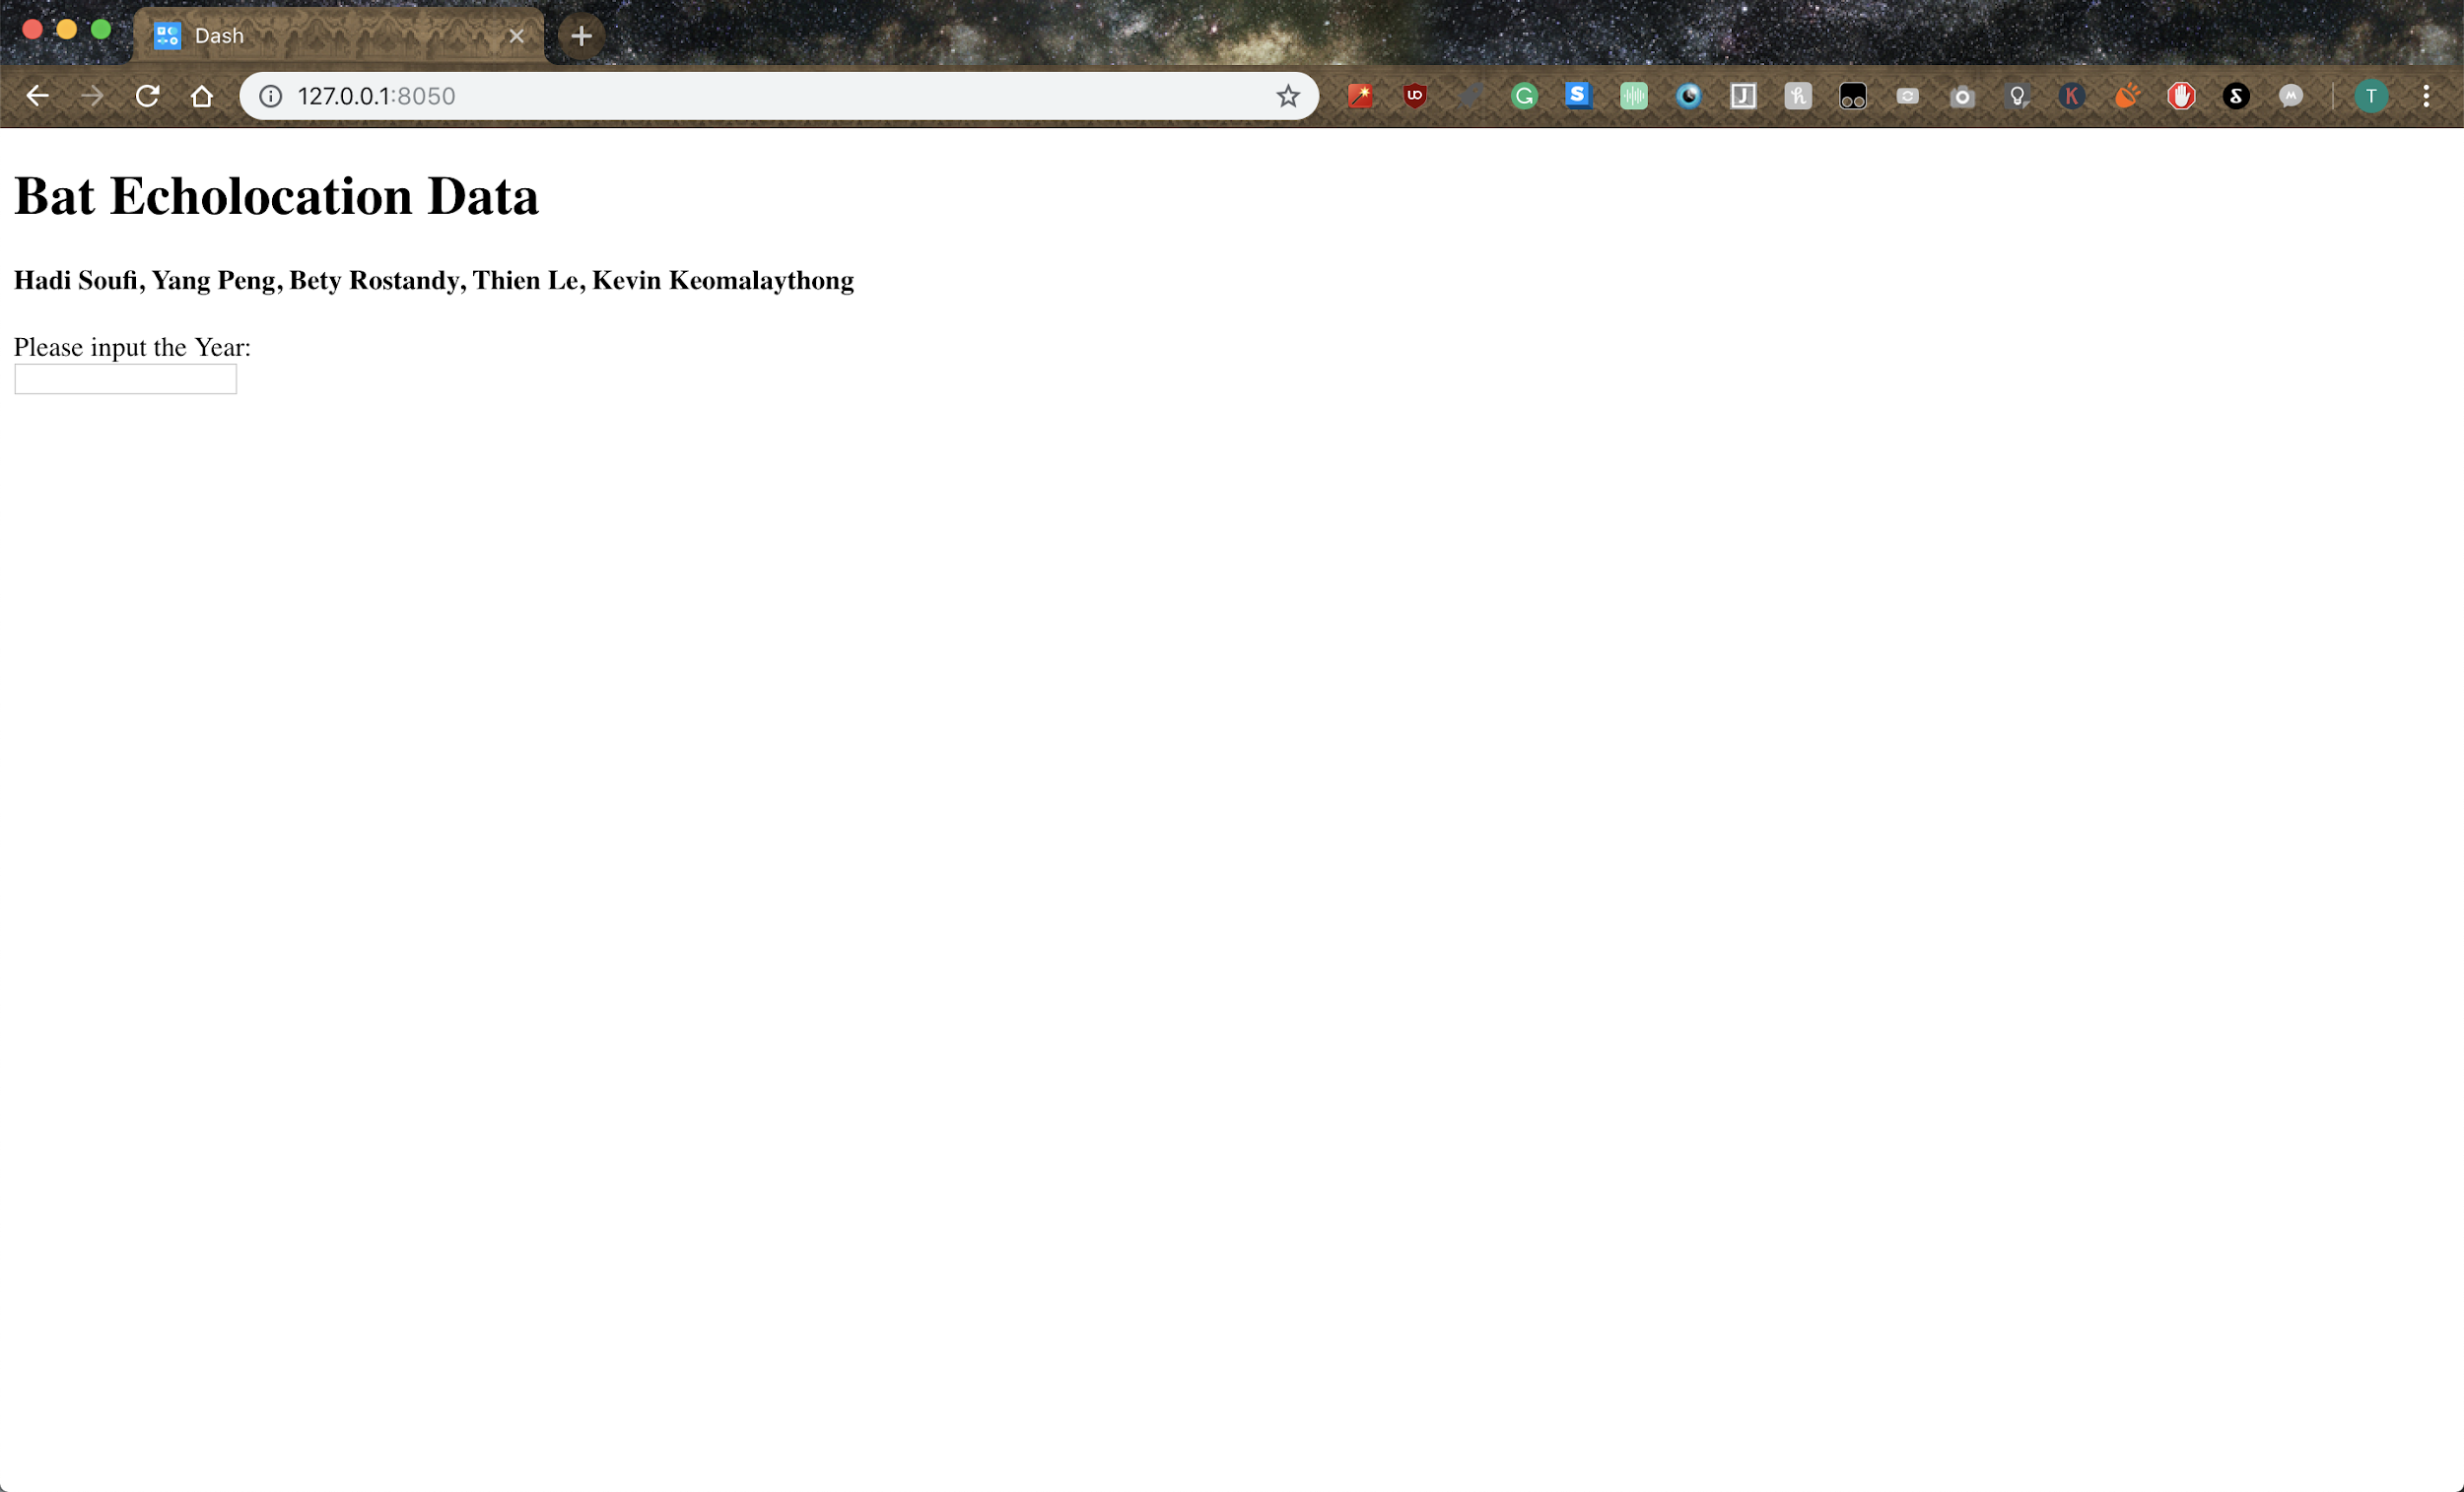 Dash
127.0.0.1:8050
Bat Echolocation Data
Hadi Soufi, Yang Peng, Bety Rostandy, Thien Le, Kevin Keomalaythong
Please input the Year: